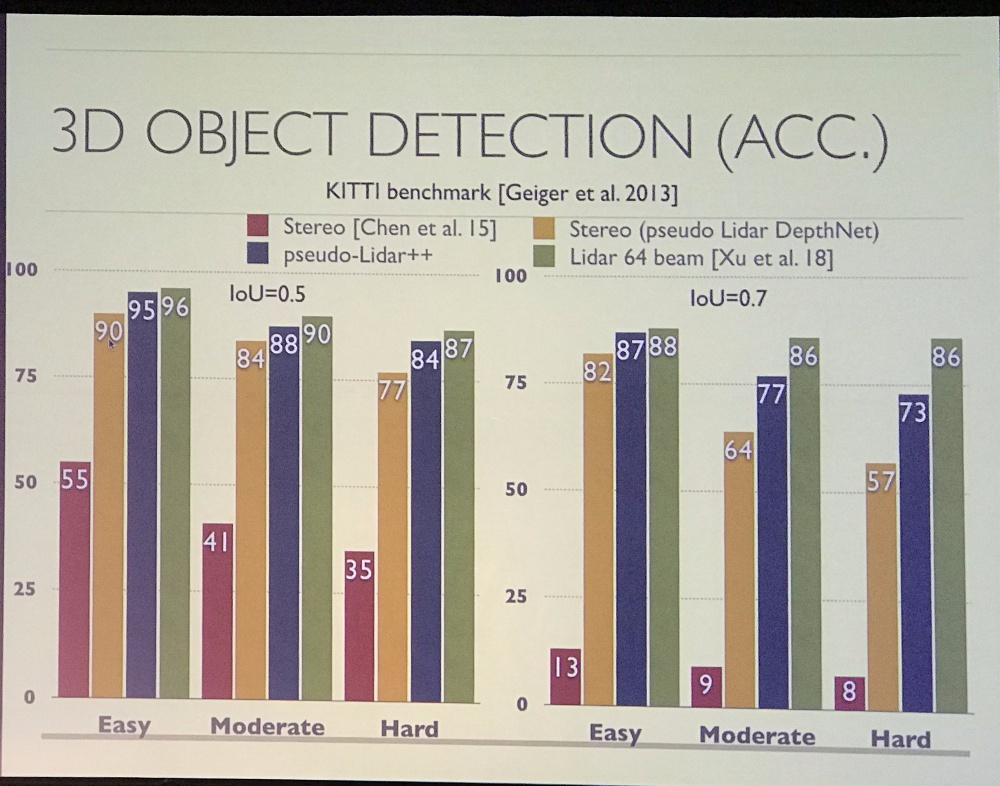 3D OBJECT DETECTION (ACC.)
KITTI benchmark [Geiger et al. 2013]
Stereo [Chen et al. 15]
Stereo (pseudo Lidar DepthNet)
pseudo-Lidar++
Lidar 64 beam [Xu et al. 18]
100
IoU=0.5
75
50
25
0
55
90
95
96
41
84
88
90
35
77
84
87
Easy
Moderate
Hard
100
IoU=0.7
75
50
25
0
13
82
87
88
9
64
77
86
8
57
73
86
Easy
Moderate
Hard